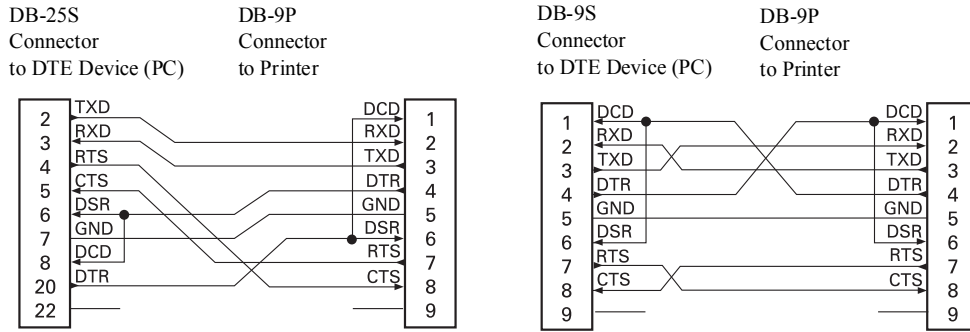 DB-25S
Connector
to DTE Device (PC)
DB-9P
Connector
to Printer
2 TXD DCD 1
3 RXD RXD 2
4 RTS TXD 3
5 CTS DTR 4
6 DSR GND 5
7 GND DSR 6
8 DCD RTS 7
20 DTR CTS 8
22 9
DB-9S
Connector
to DTE Device (PC)
DB-9P
Connector
to Printer
1 DCD DCD 1
2 RXD RXD 2
3 TXD TXD 3
4 DTR DTR 4
5 GND GND 5
6 DSR DSR 6
7 RTS RTS 7
8 CTS CTS 8
9 9